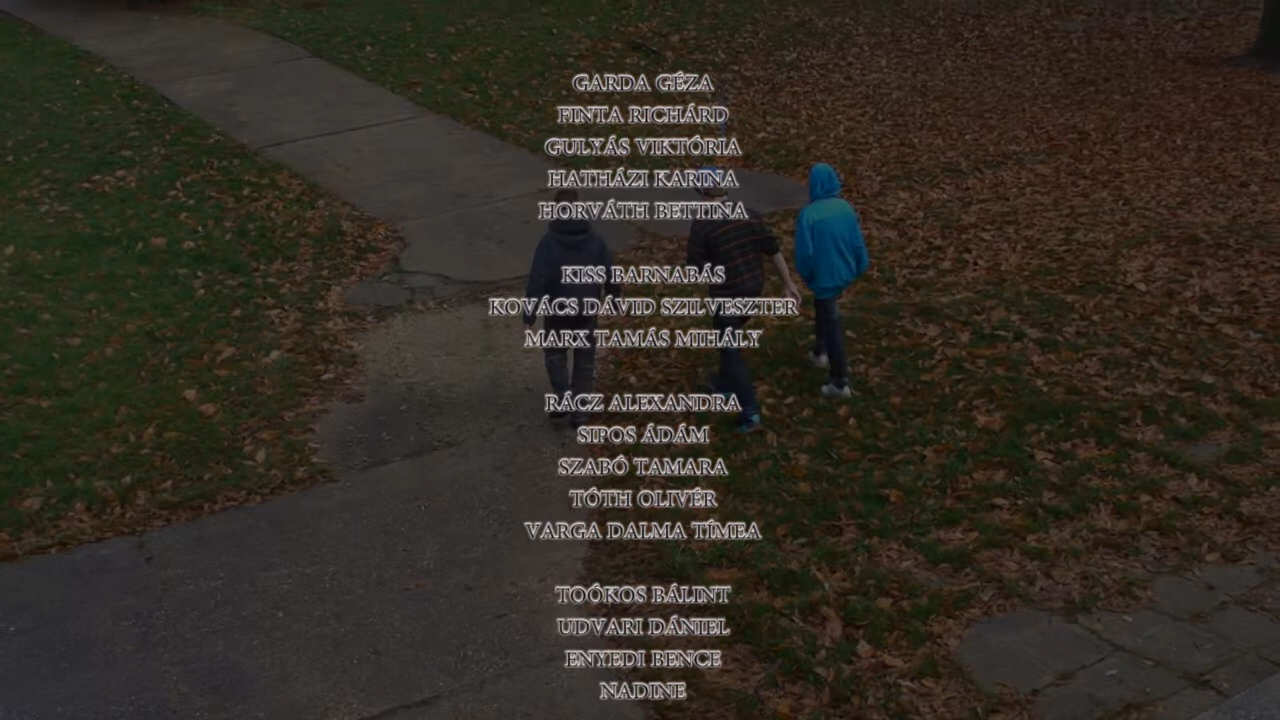 GARDA GÉZA
FINTA RICHÁRD
GULYÁS VIKTÓRIA
HATHÁZI KARINA
HORVÁTH BETTINA
KISS BARNABÁS
KOVÁCS DÁVID SZILVESZTER
MARX TAMÁS MIHÁLY
RÁCZ ALEXANDRA
SIPOS ÁDÁM
SZABÓ TAMARA
TÓTH OLIVÉR
VARGA DALMA TÍMEA
TOÓKOS BÁLINT
UDVARI DÁNIEL
ENYEDI BENCE
NADINE